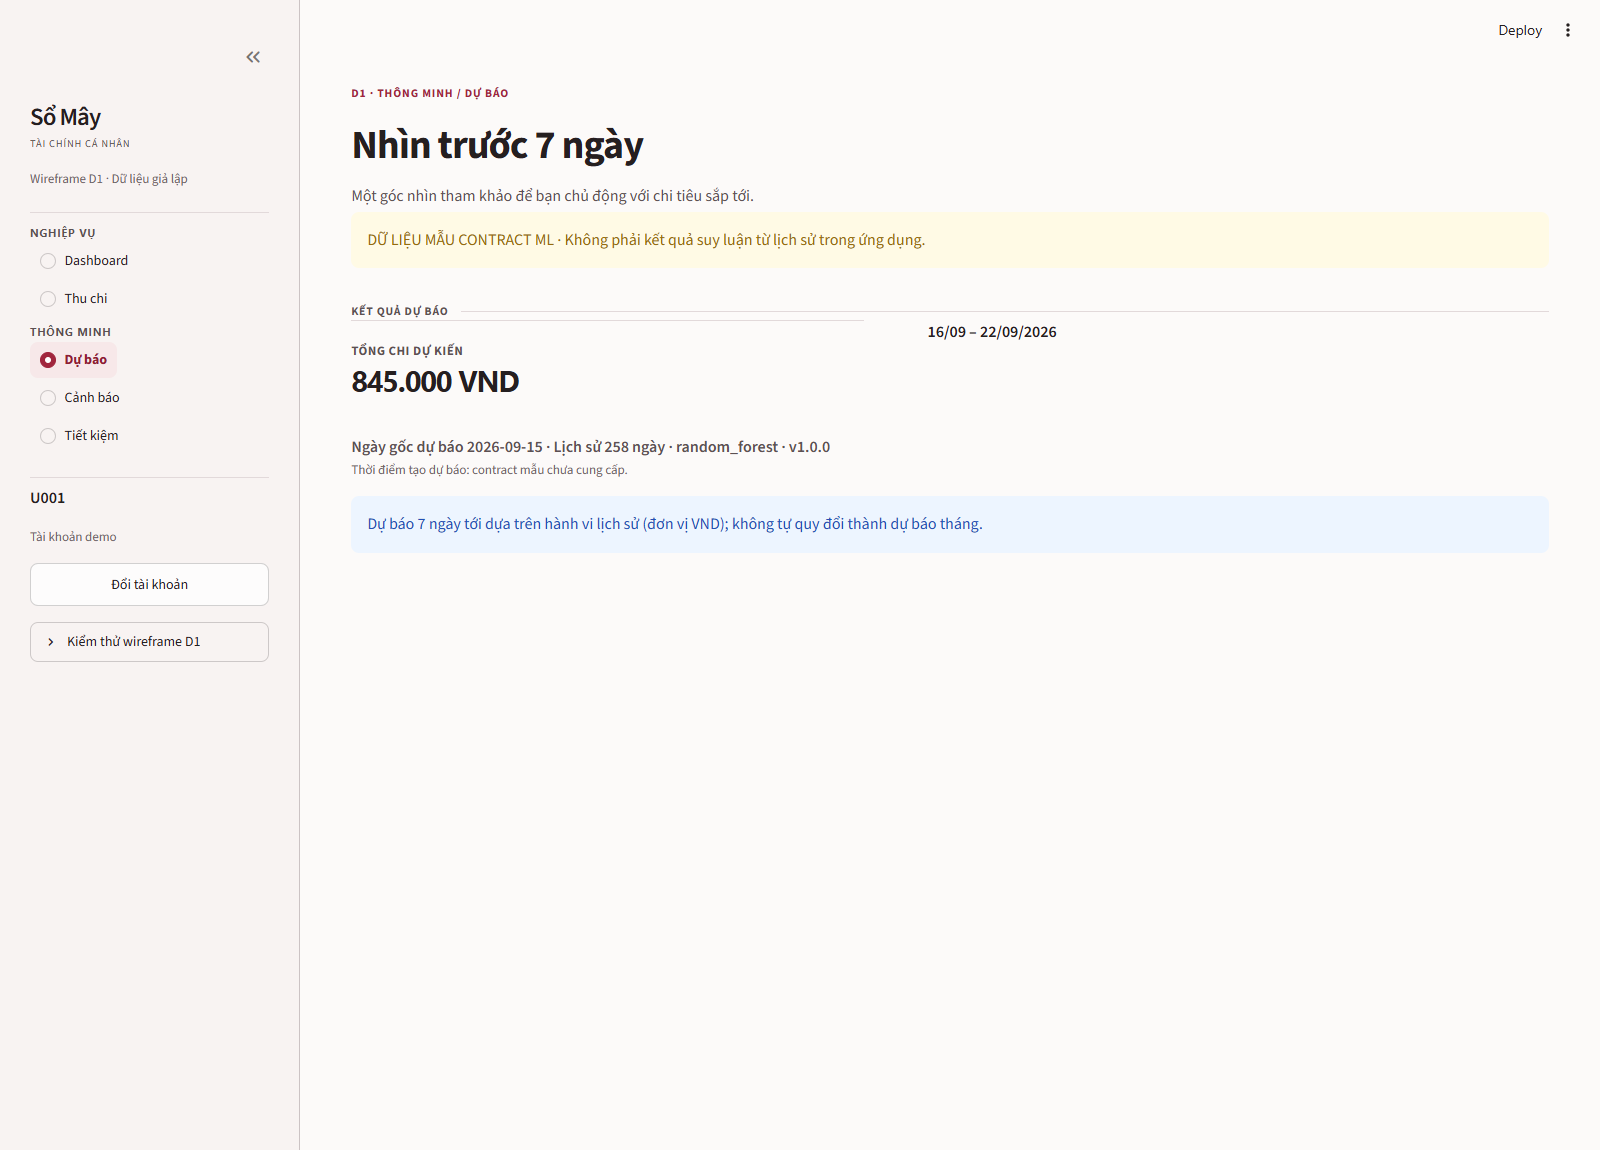 Deploy
Sổ Mây
TÀI CHÍNH CÁ NHÂN
Wireframe D1 · Dữ liệu giả lập
NGHIỆP VỤ
Dashboard
Thu chi
THÔNG MINH
Dự báo
Cảnh báo
Tiết kiệm
U001
Tài khoản demo
Đổi tài khoản
Kiểm thử wireframe D1
D1 · THÔNG MINH / DỰ BÁO
Nhìn trước 7 ngày
Một góc nhìn tham khảo để bạn chủ động với chi tiêu sắp tới.
DỮ LIỆU MẪU CONTRACT ML · Không phải kết quả suy luận từ lịch sử trong ứng dụng.
KẾT QUẢ DỰ BÁO
16/09 – 22/09/2026
TỔNG CHI DỰ KIẾN
845.000 VND
Ngày gốc dự báo 2026-09-15 · Lịch sử 258 ngày · random_forest · v1.0.0
Thời điểm tạo dự báo: contract mẫu chưa cung cấp.
Dự báo 7 ngày tới dựa trên hành vi lịch sử (đơn vị VND); không tự quy đổi thành dự báo tháng.